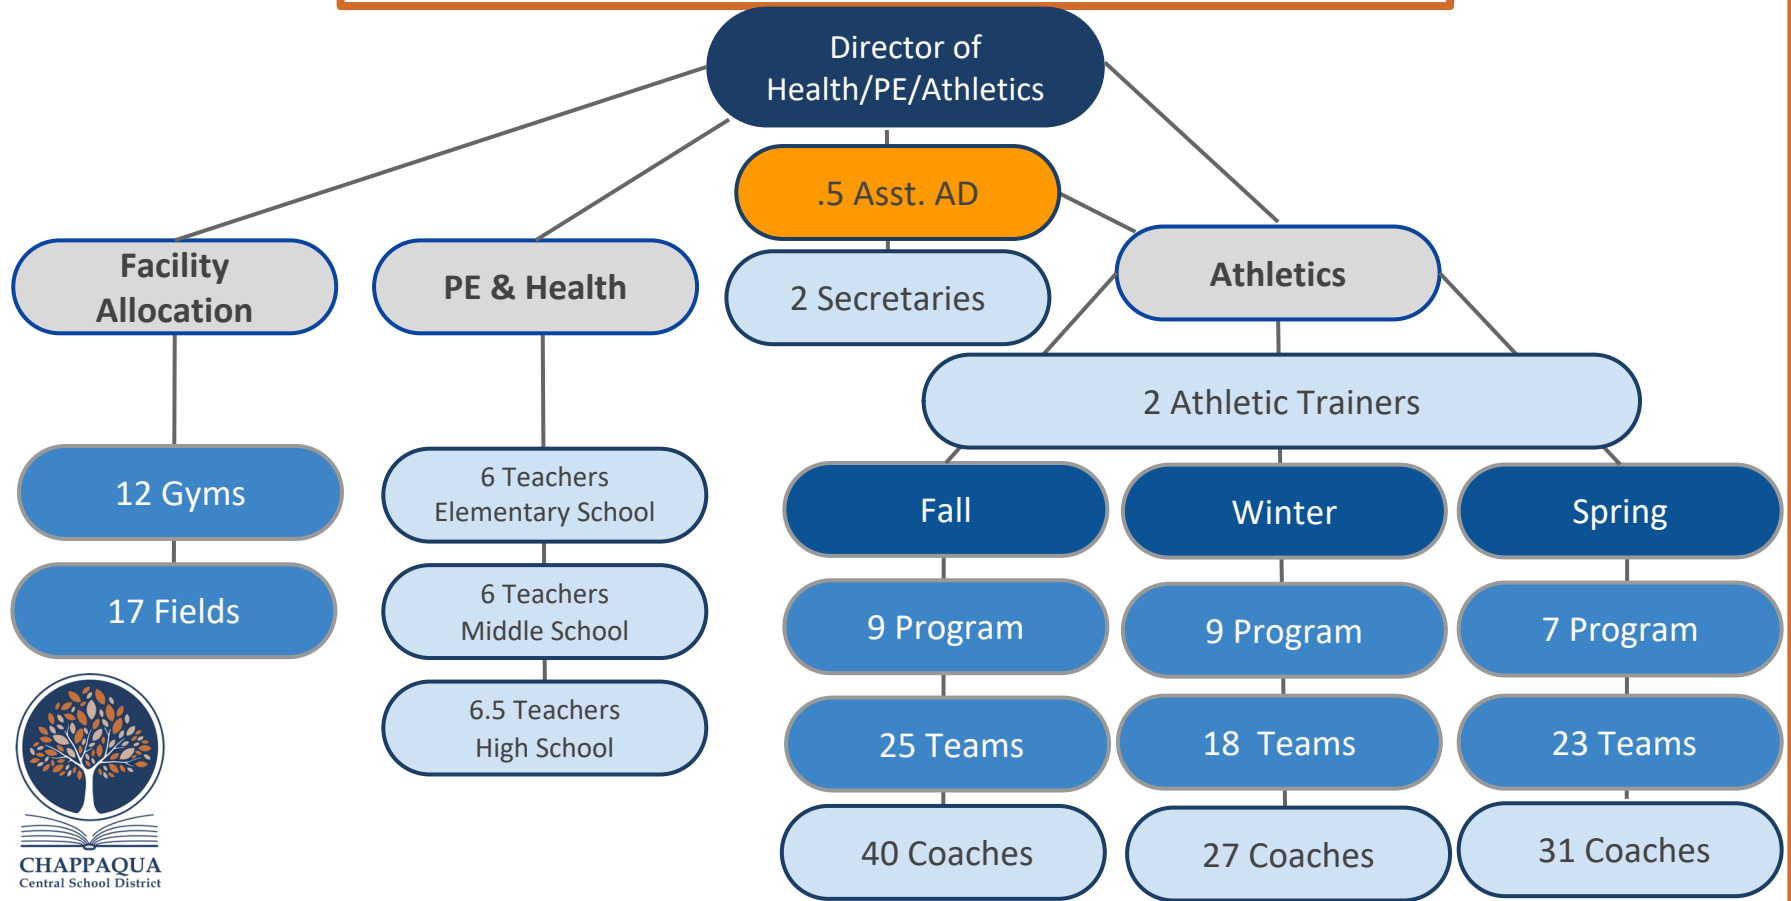 Director of
Health/PE/Athletics
.5 Asst. AD
2 Secretaries
Facility
Allocation
12 Gyms
17 Fields
PE & Health
6 Teachers
Elementary School
6 Teachers
Middle School
6.5 Teachers
High School
Athletics
2 Athletic Trainers
Fall
9 Program
25 Teams
40 Coaches
Winter
9 Program
18 Teams
27 Coaches
Spring
7 Program
23 Teams
31 Coaches
CHAPPAQUA
Central School District